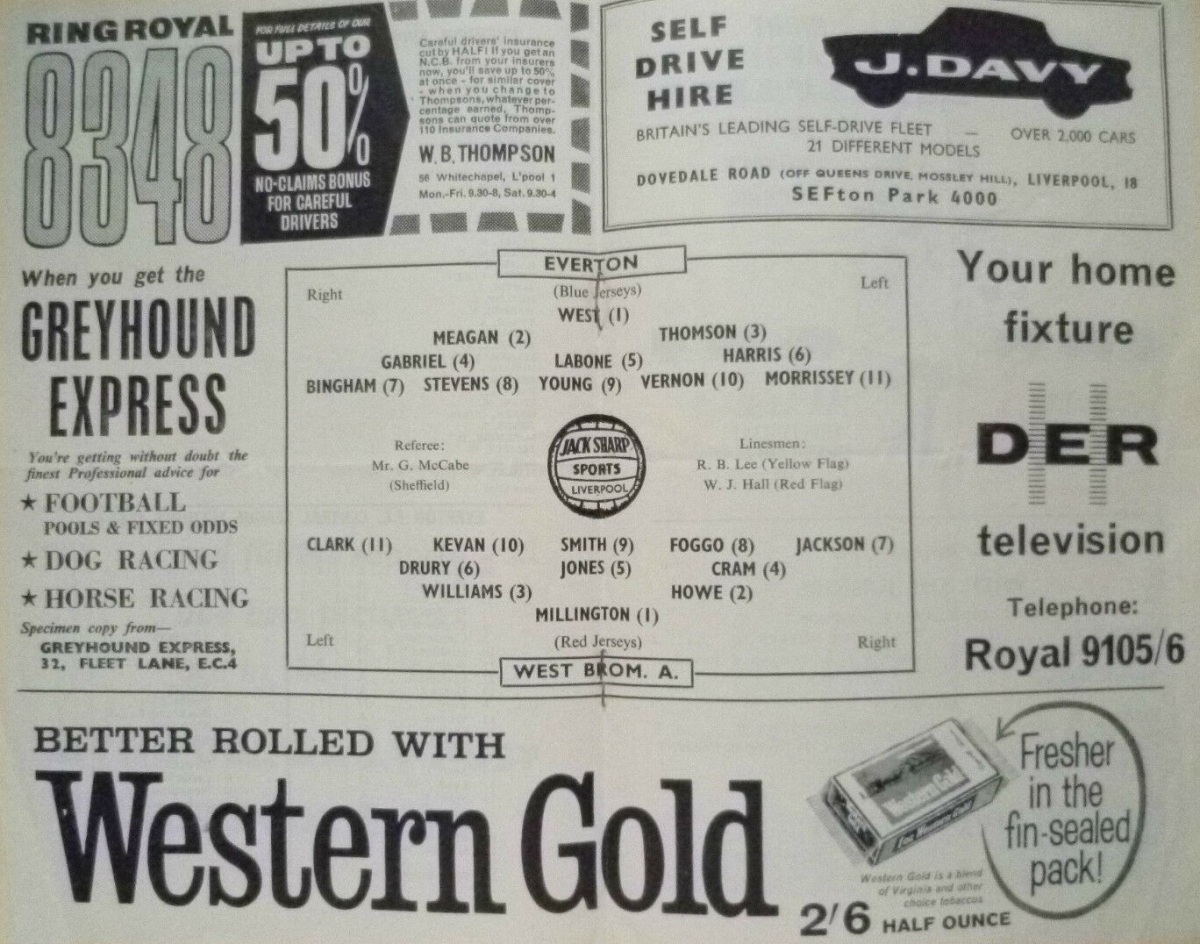 RING ROYAL
8348
FOR FULL DETAILS OF OUR
UP TO
50%
NO-CLAIMS BONUS
FOR CAREFUL
DRIVERS
Careful drivers' insurance
cut by HALF! If you get an
N.C.B. from your insurers
now, you'll save up to 50%
at once - for similar cover
- when you change to
Thompsons, whatever per-
centage earned. Thomp-
sons can quote from over
110 Insurance Companies.
W. B. THOMPSON
56 Whitechapel, L'pool 1
Mon.-Fri. 9.30-8, Sat. 9.30-4
SELF
DRIVE
HIRE
J. DAVY
BRITAIN'S LEADING SELF-DRIVE FLEET — OVER 2,000 CARS
21 DIFFERENT MODELS
DOVEDALE ROAD (OFF QUEENS DRIVE, MOSSLEY HILL), LIVERPOOL, 18
SEFton Park 4000
When you get the
GREYHOUND
EXPRESS
You're getting without doubt the
finest Professional advice for
★ FOOTBALL
POOLS & FIXED ODDS
★ DOG RACING
★ HORSE RACING
Specimen copy from—
GREYHOUND EXPRESS,
32, FLEET LANE, E.C.4
EVERTON
Right (Blue Jerseys) Left
WEST (1)
MEAGAN (2) THOMSON (3)
GABRIEL (4) LABONE (5) HARRIS (6)
BINGHAM (7) STEVENS (8) YOUNG (9) VERNON (10) MORRISSEY (11)
Referee:
Mr. G. McCabe
(Sheffield)
JACK SHARP
SPORTS
LIVERPOOL
Linesmen:
R. B. Lee (Yellow Flag)
W. J. Hall (Red Flag)
CLARK (11) KEVAN (10) SMITH (9) FOGGO (8) JACKSON (7)
DRURY (6) JONES (5) CRAM (4)
WILLIAMS (3) HOWE (2)
MILLINGTON (1)
Left (Red Jerseys) Right
WEST BROM. A.
Your home
fixture
DER
television
Telephone:
Royal 9105/6
BETTER ROLLED WITH
Western Gold
Western Gold
Fresher
in the
fin-sealed
pack!
Western Gold is a blend
of Virginia and other
choice tobaccos
2/6 HALF OUNCE